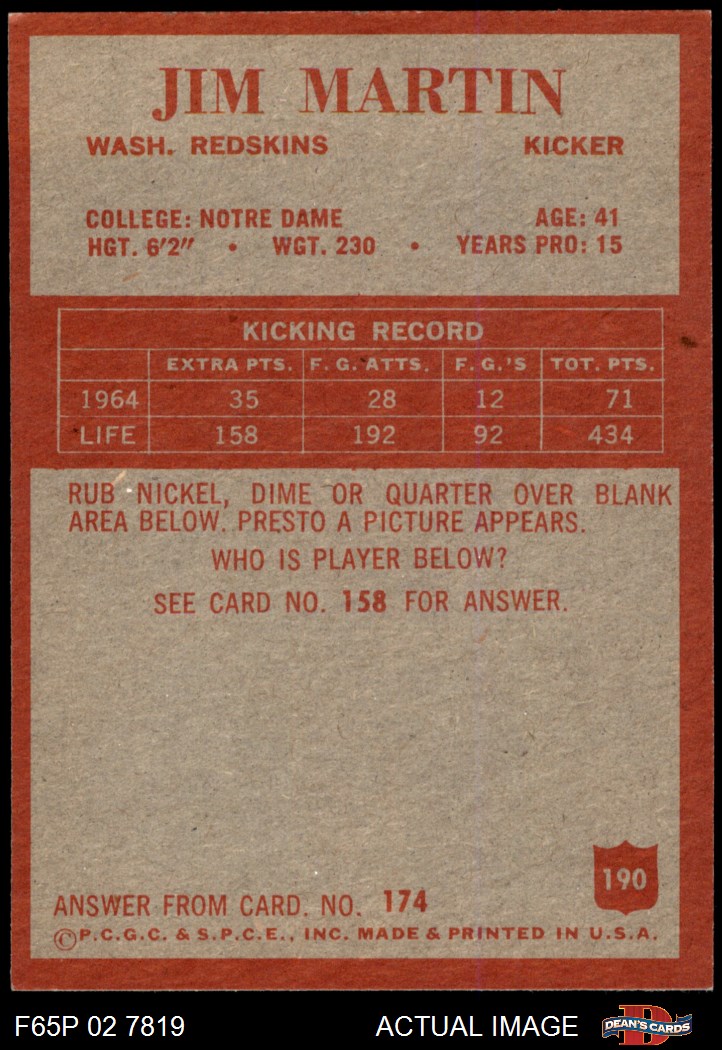 JIM MARTIN
WASH. REDSKINS KICKER
COLLEGE: NOTRE DAME AGE: 41
HGT. 6'2" • WGT. 230 • YEARS PRO: 15
KICKING RECORD
EXTRA PTS. F.G. ATTS. F.G.'S TOT. PTS.
1964 35 28 12 71
LIFE 158 192 92 434
RUB NICKEL, DIME OR QUARTER OVER BLANK
AREA BELOW. PRESTO A PICTURE APPEARS.
WHO IS PLAYER BELOW?
SEE CARD NO. 158 FOR ANSWER.
190
ANSWER FROM CARD. NO. 174
©P.C.G.C. & S.P.C.E., INC. MADE & PRINTED IN U.S.A.
F65P 02 7819 ACTUAL IMAGE D DEAN'S CARDS